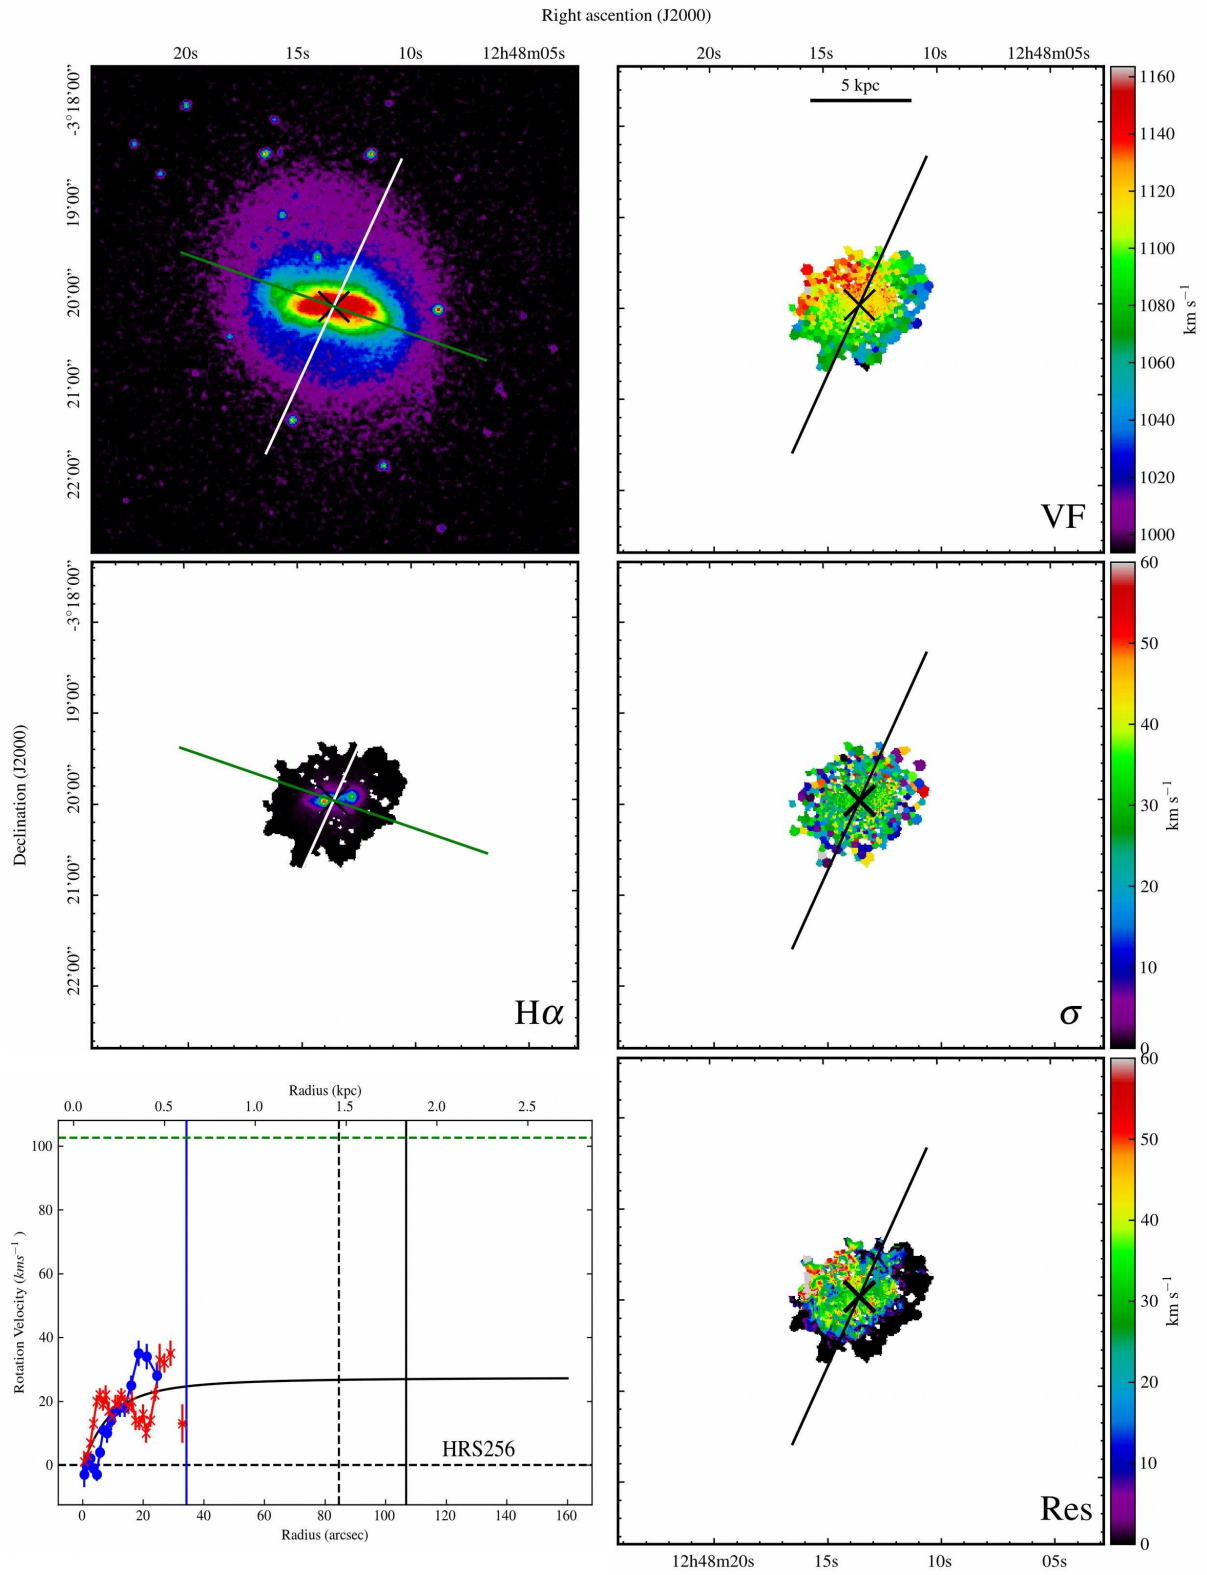 Right ascention (J2000)
20s 15s 10s 12h48m05s
20s 15s 10s 12h48m05s
-3°18'00"
19'00"
20'00"
21'00"
22'00"
5 kpc
VF
1160
1140
1120
1100
1080
1060
1040
1020
1000
km s⁻¹
Declination (J2000)
-3°18'00"
19'00"
20'00"
21'00"
22'00"
Hα
σ
60
50
40
30
20
10
0
km s⁻¹
Radius (kpc)
0.0 0.5 1.0 1.5 2.0 2.5
Rotation Velocity (kms⁻¹ )
100
80
60
40
20
0
HRS256
0 20 40 60 80 100 120 140 160
Radius (arcsec)
Res
60
50
40
30
20
10
0
km s⁻¹
12h48m20s 15s 10s 05s